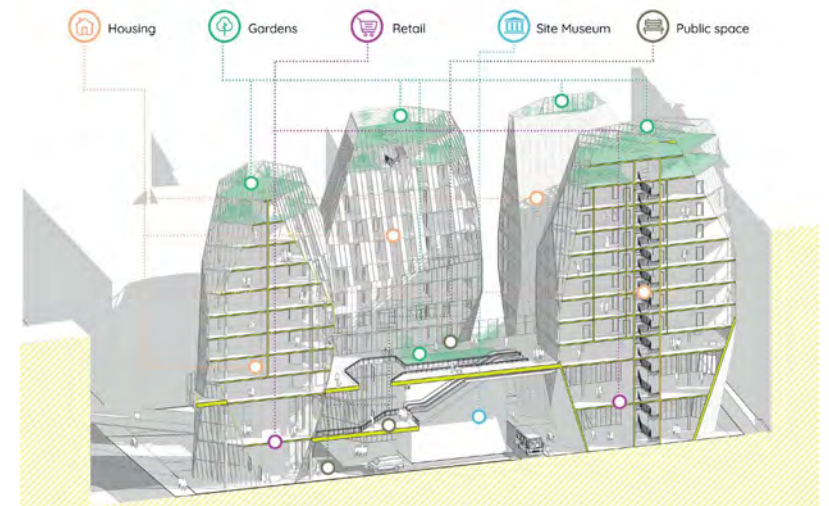 Housing
Gardens
Retail
Site Museum
Public space